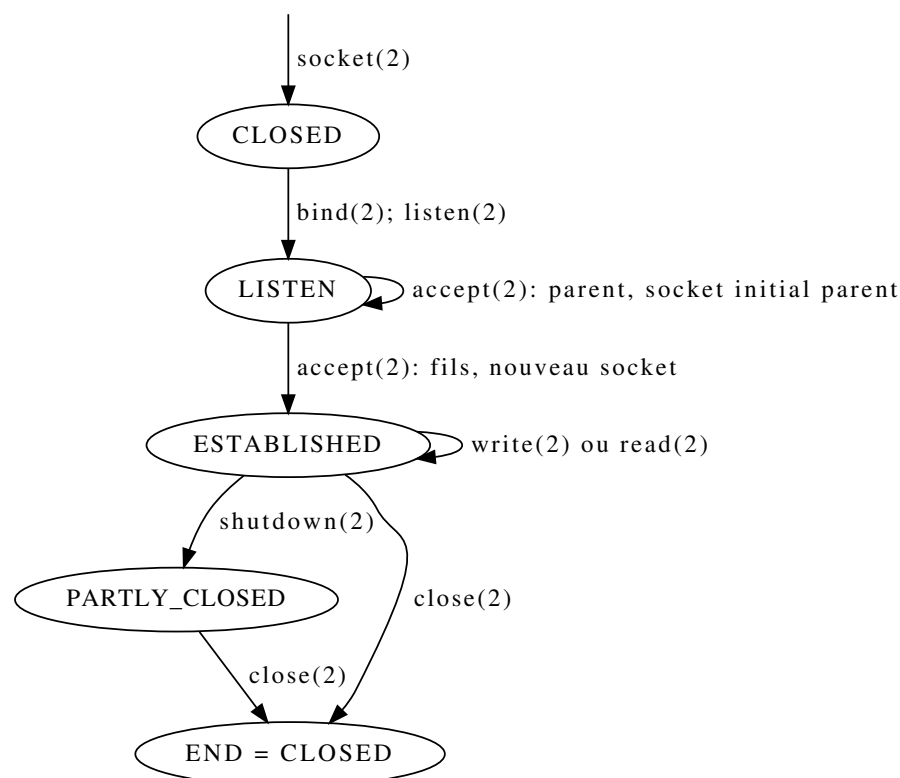 socket(2)
CLOSED
bind(2); listen(2)
LISTEN
accept(2): parent, socket initial parent
accept(2): fils, nouveau socket
ESTABLISHED
write(2) ou read(2)
shutdown(2)
PARTLY_CLOSED
close(2)
close(2)
END = CLOSED